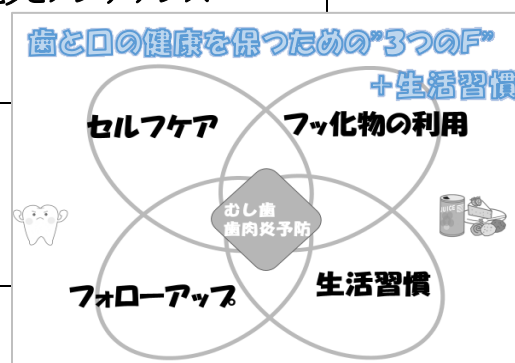 歯と口の健康を保つための”3つのF”
＋生活習慣
セルフケア
フッ化物の利用
むし歯
歯肉炎予防
フォローアップ
生活習慣